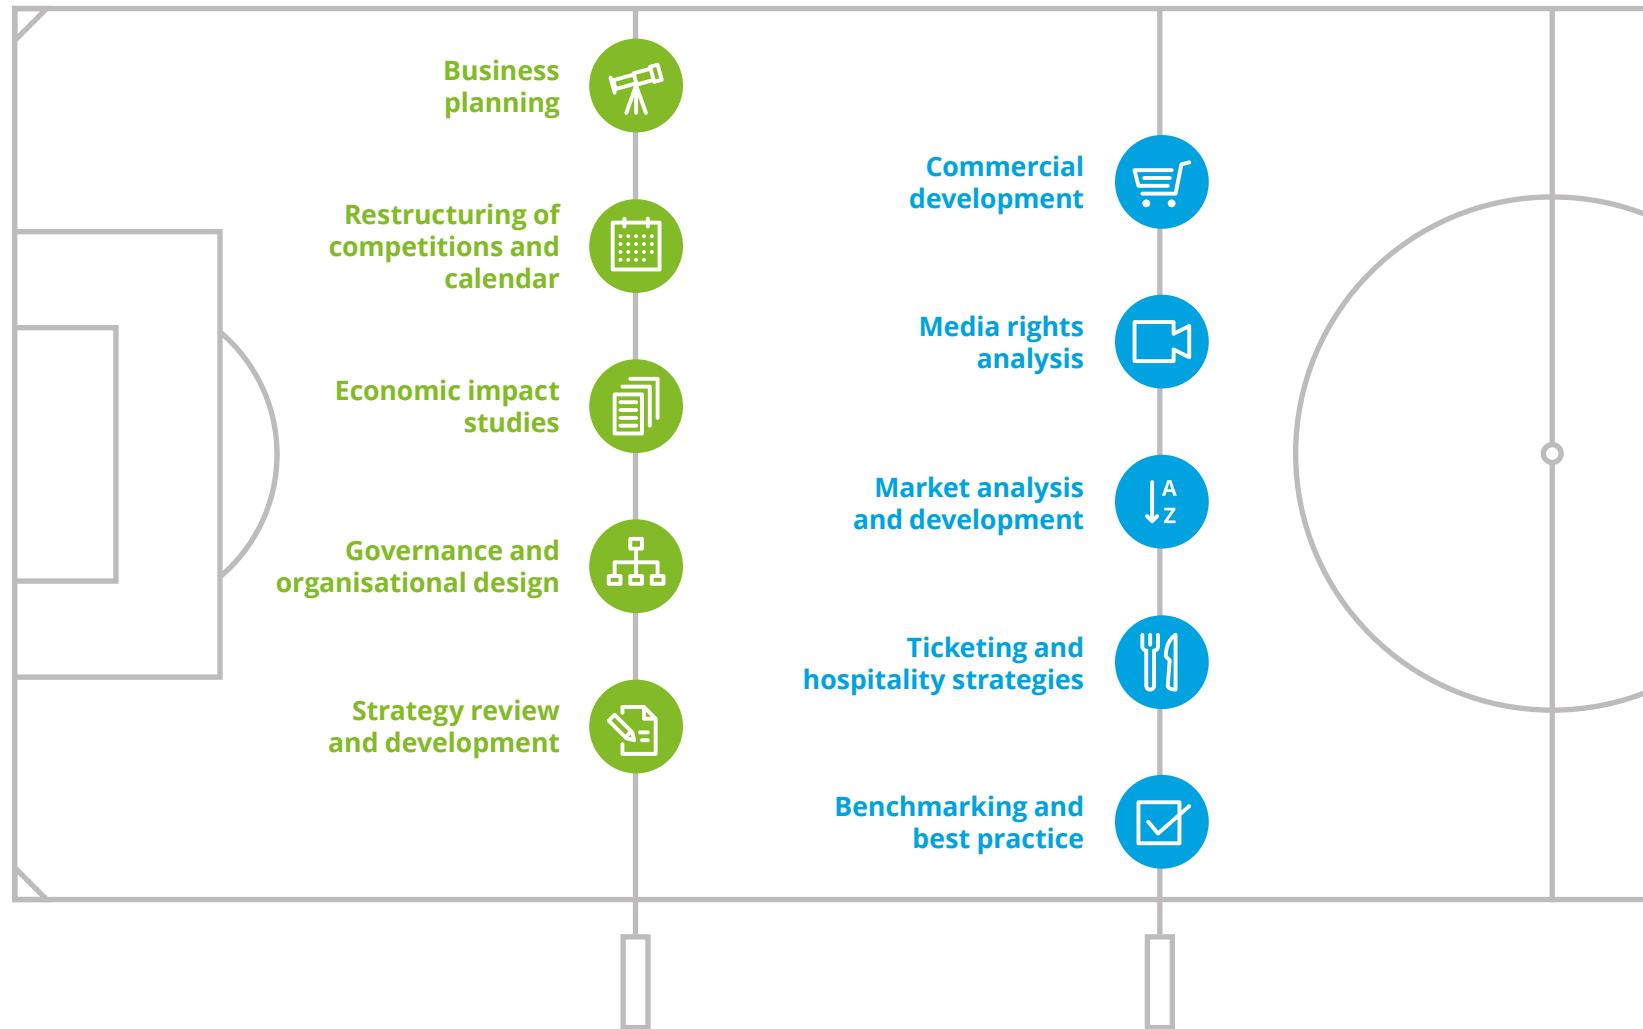 Business
planning
Restructuring of
competitions and
calendar
Economic impact
studies
Governance and
organisational design
Strategy review
and development
Commercial
development
Media rights
analysis
Market analysis
and development
A
Z
Ticketing and
hospitality strategies
Benchmarking and
best practice